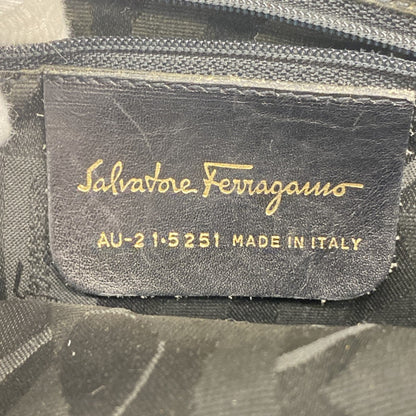 Salvatore Ferragamo
AU-21·5251 MADE IN ITALY